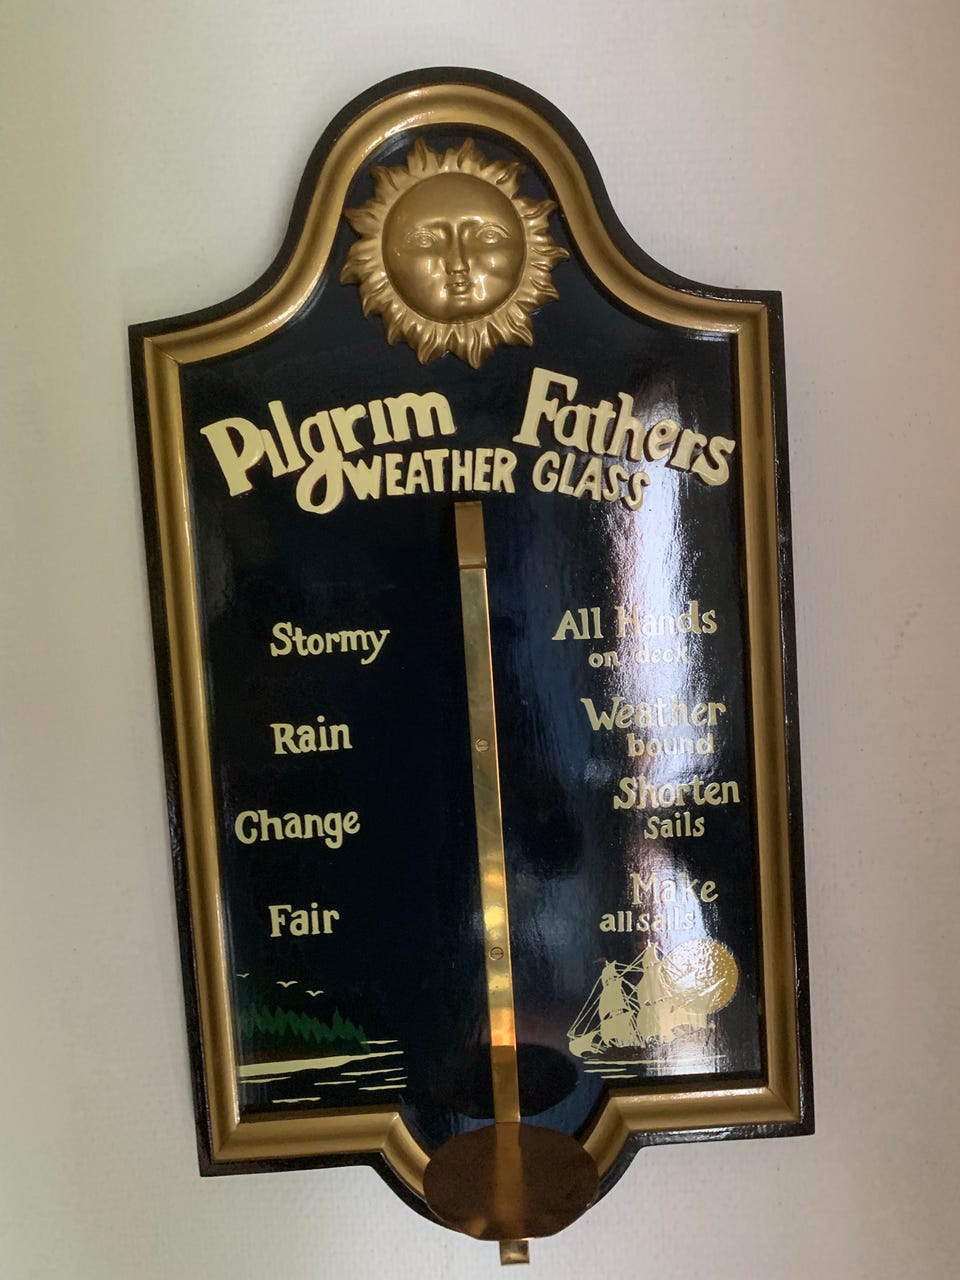 Pilgrim Fathers
WEATHER GLASS
Stormy
All Hands
on deck
Rain
Weather
bound
Change
Shorten
Sails
Fair
Make
all sails